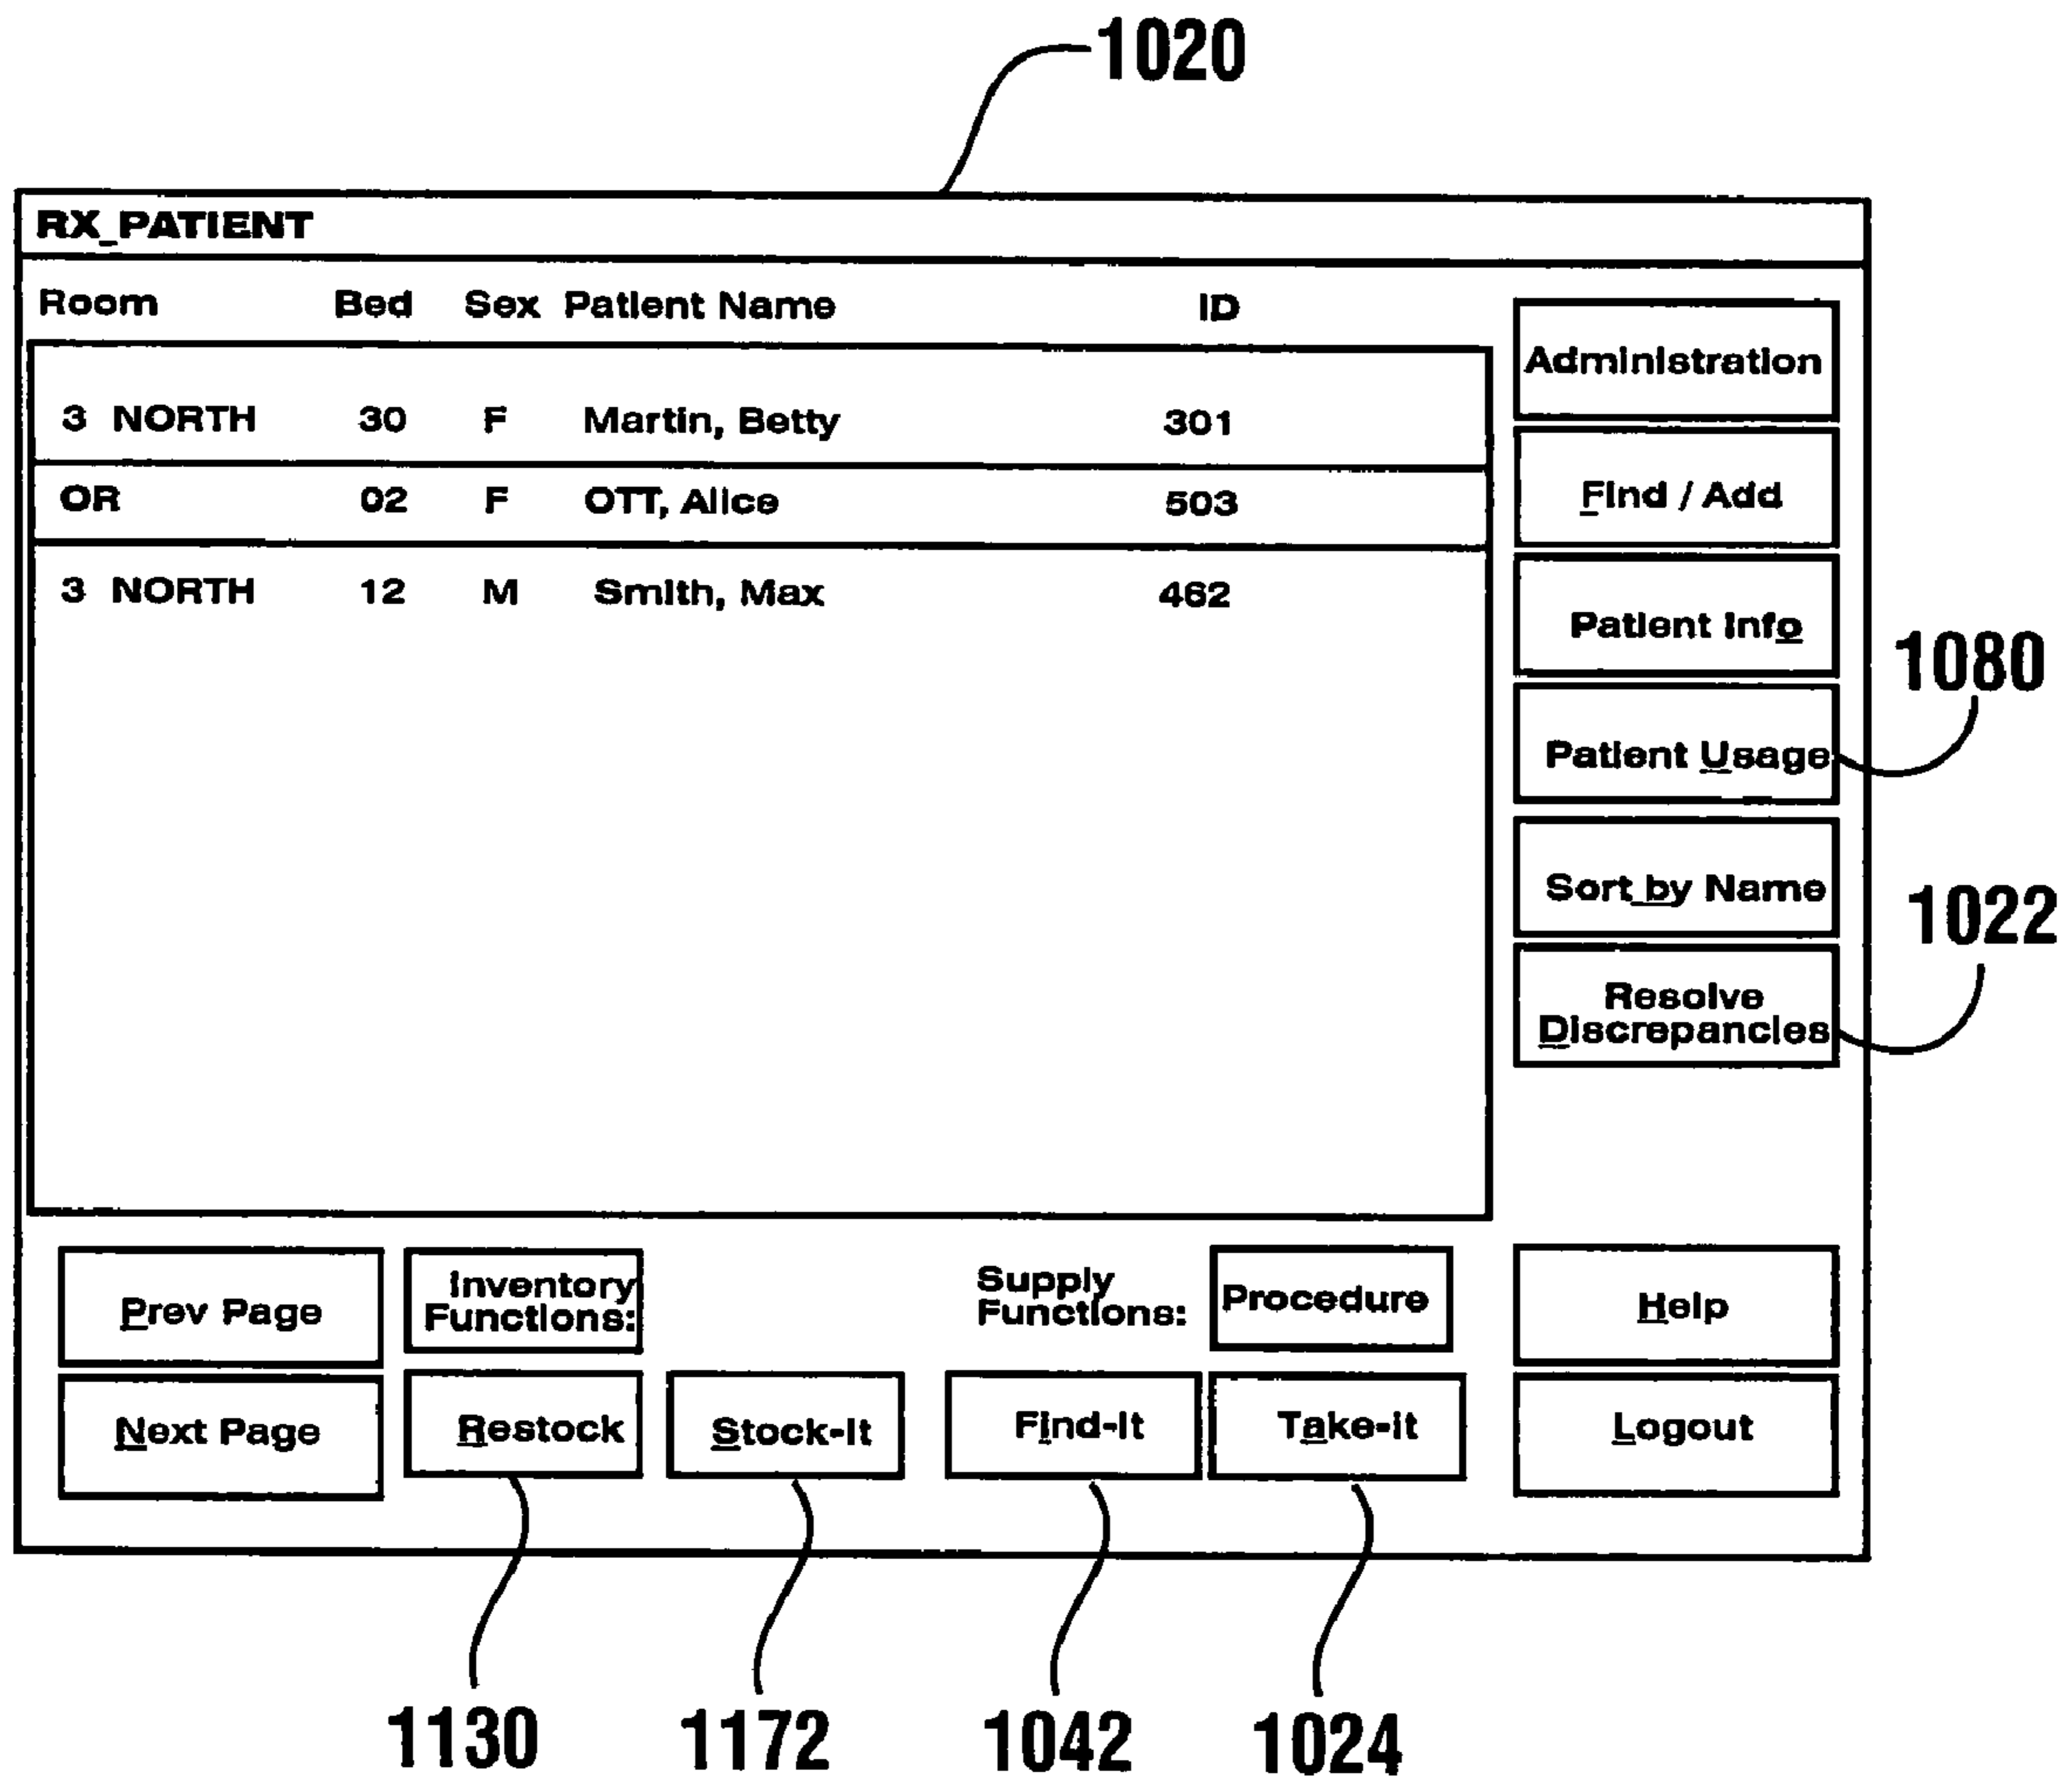 1020
RX_PATIENT
Room Bed Sex Patient Name ID
3 NORTH 30 F Martin, Betty 301
OR 02 F OTT, Alice 503
3 NORTH 12 M Smith, Max 462
Administration
Find / Add
Patient Info
1080
Patient Usage
Sort by Name
1022
Resolve
Discrepancies
Prev Page
Inventory
Functions:
Supply
Functions:
Procedure
Help
Next Page
Restock
Stock-It
Find-It
Take-it
Logout
1130 1172 1042 1024